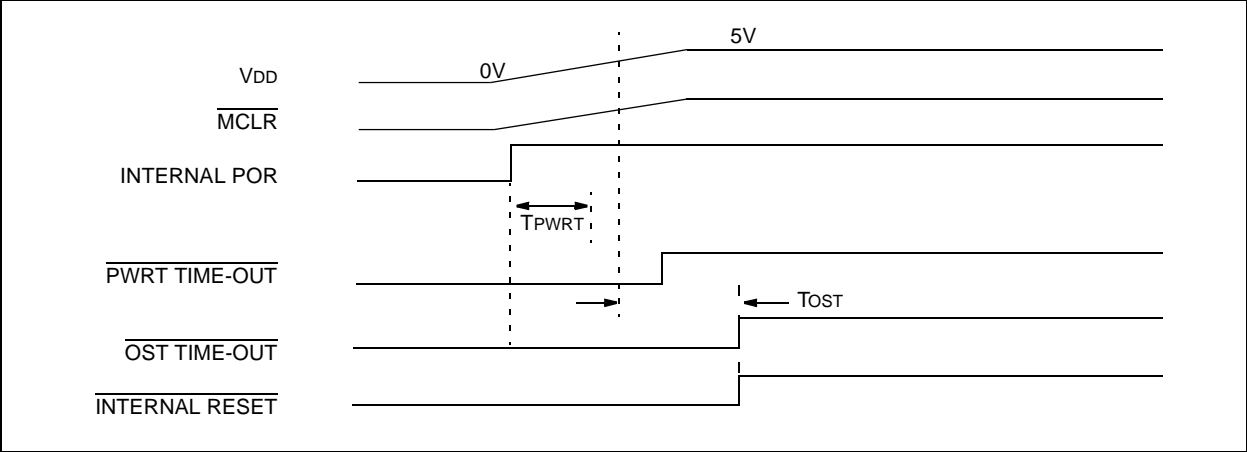 5V
0V
VDD
MCLR
INTERNAL POR
TPWRT
PWRT TIME-OUT
TOST
OST TIME-OUT
INTERNAL RESET